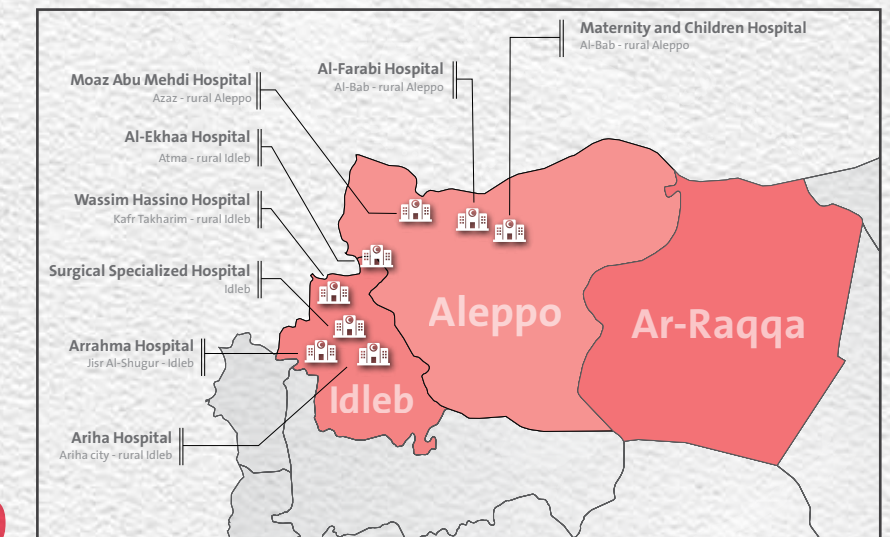 Maternity and Children Hospital
Al-Bab - rural Aleppo
Al-Farabi Hospital
Al-Bab - rural Aleppo
Moaz Abu Mehdi Hospital
Azaz - rural Aleppo
Al-Ekhaa Hospital
Atma - rural Idleb
Wassim Hassino Hospital
Kafr Takharim - rural Idleb
Surgical Specialized Hospital
Idleb
Arrahma Hospital
Jisr Al-Shugur - Idleb
Ariha Hospital
Ariha city - rural Idleb
Aleppo
Ar-Raqqa
Idleb